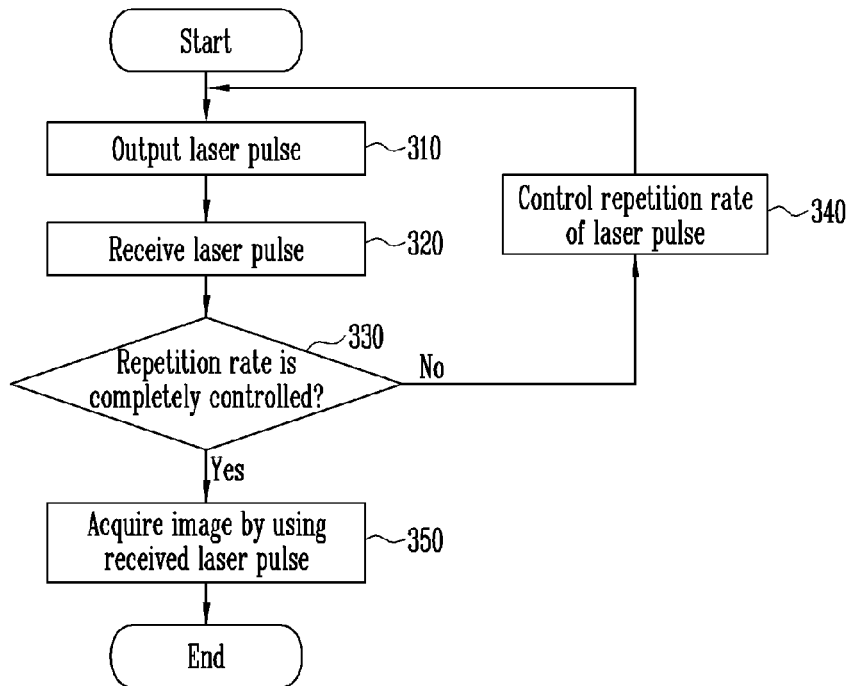 Start
Output laser pulse
310
Receive laser pulse
320
330
Repetition rate is
completely controlled?
No
Control repetition rate
of laser pulse
340
Yes
Acquire image by using
received laser pulse
350
End